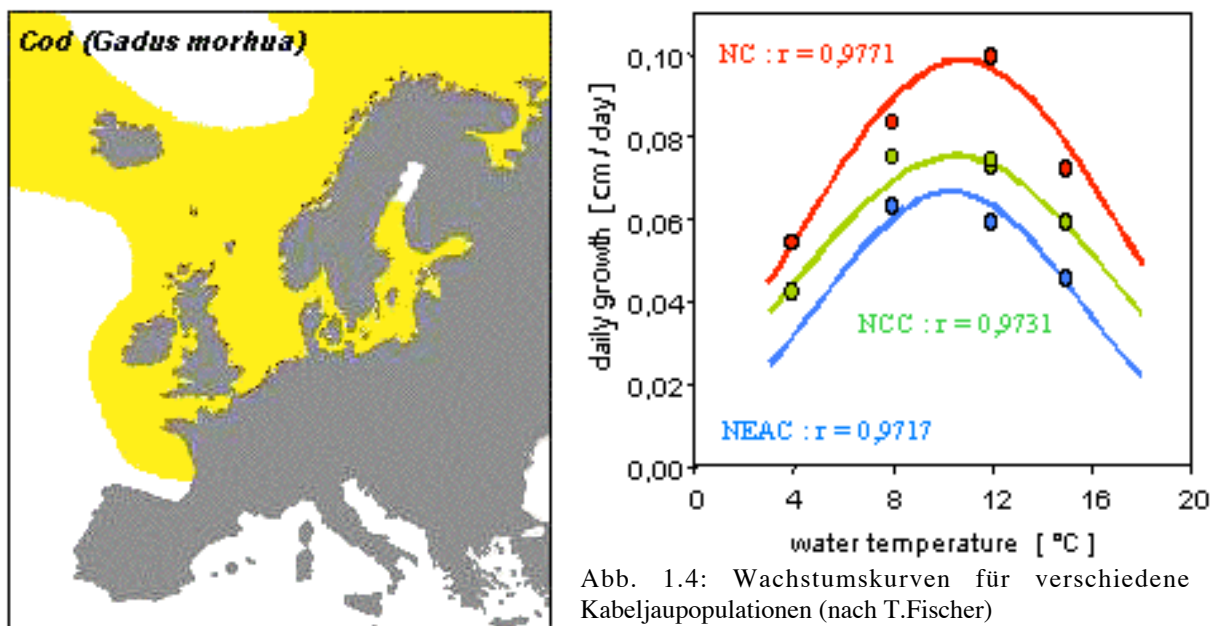 Cod (Gadus morhua)
daily growth [ cm / day ]
0,10
0,08
0,06
0,04
0,02
0,00
NC : r = 0,9771
NCC : r = 0,9731
NEAC : r = 0,9717
0 4 8 12 16 20
water temperature [ °C ]
Abb. 1.4: Wachstumskurven für verschiedene
Kabeljaupopulationen (nach T.Fischer)